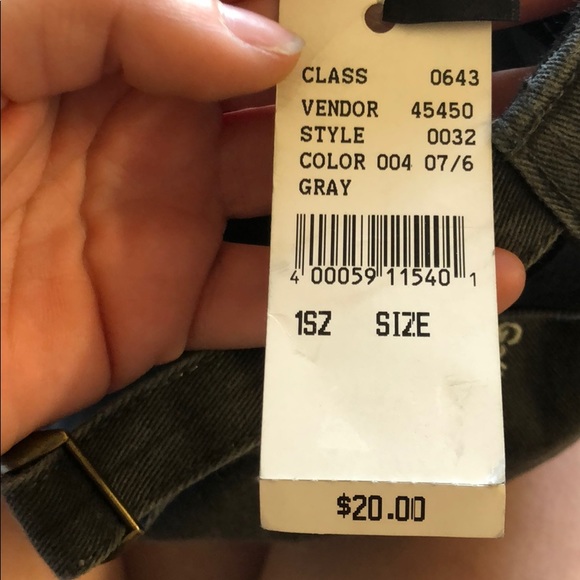 CLASS 0643
VENDOR 45450
STYLE 0032
COLOR 004 07/6
GRAY
4 00059 11540 1
1SZ SIZE
$20.00